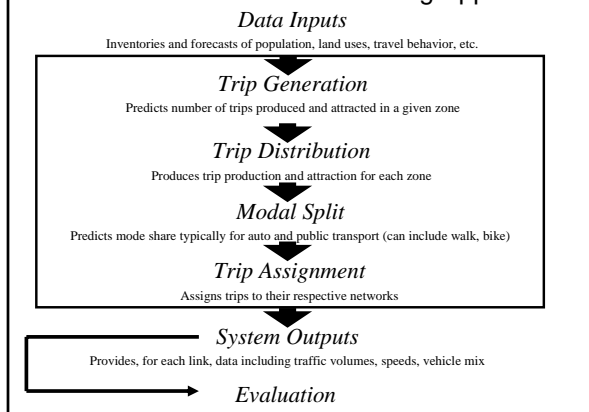 Data Inputs
Inventories and forecasts of population, land uses, travel behavior, etc.
Trip Generation
Predicts number of trips produced and attracted in a given zone
Trip Distribution
Produces trip production and attraction for each zone
Modal Split
Predicts mode share typically for auto and public transport (can include walk, bike)
Trip Assignment
Assigns trips to their respective networks
System Outputs
Provides, for each link, data including traffic volumes, speeds, vehicle mix
Evaluation